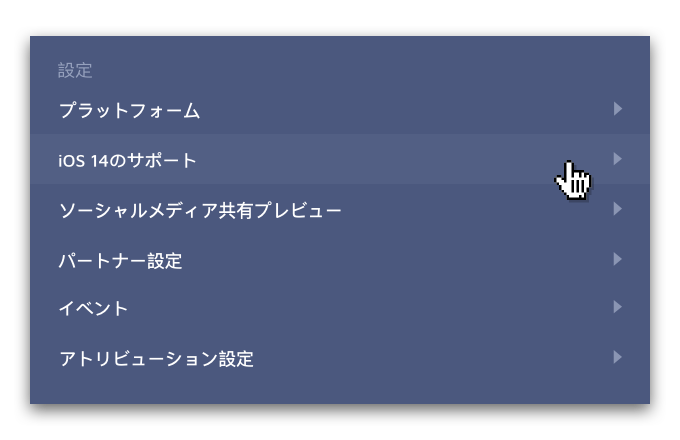 設定
プラットフォーム
iOS 14のサポート
ソーシャルメディア共有プレビュー
パートナー設定
イベント
アトリビューション設定